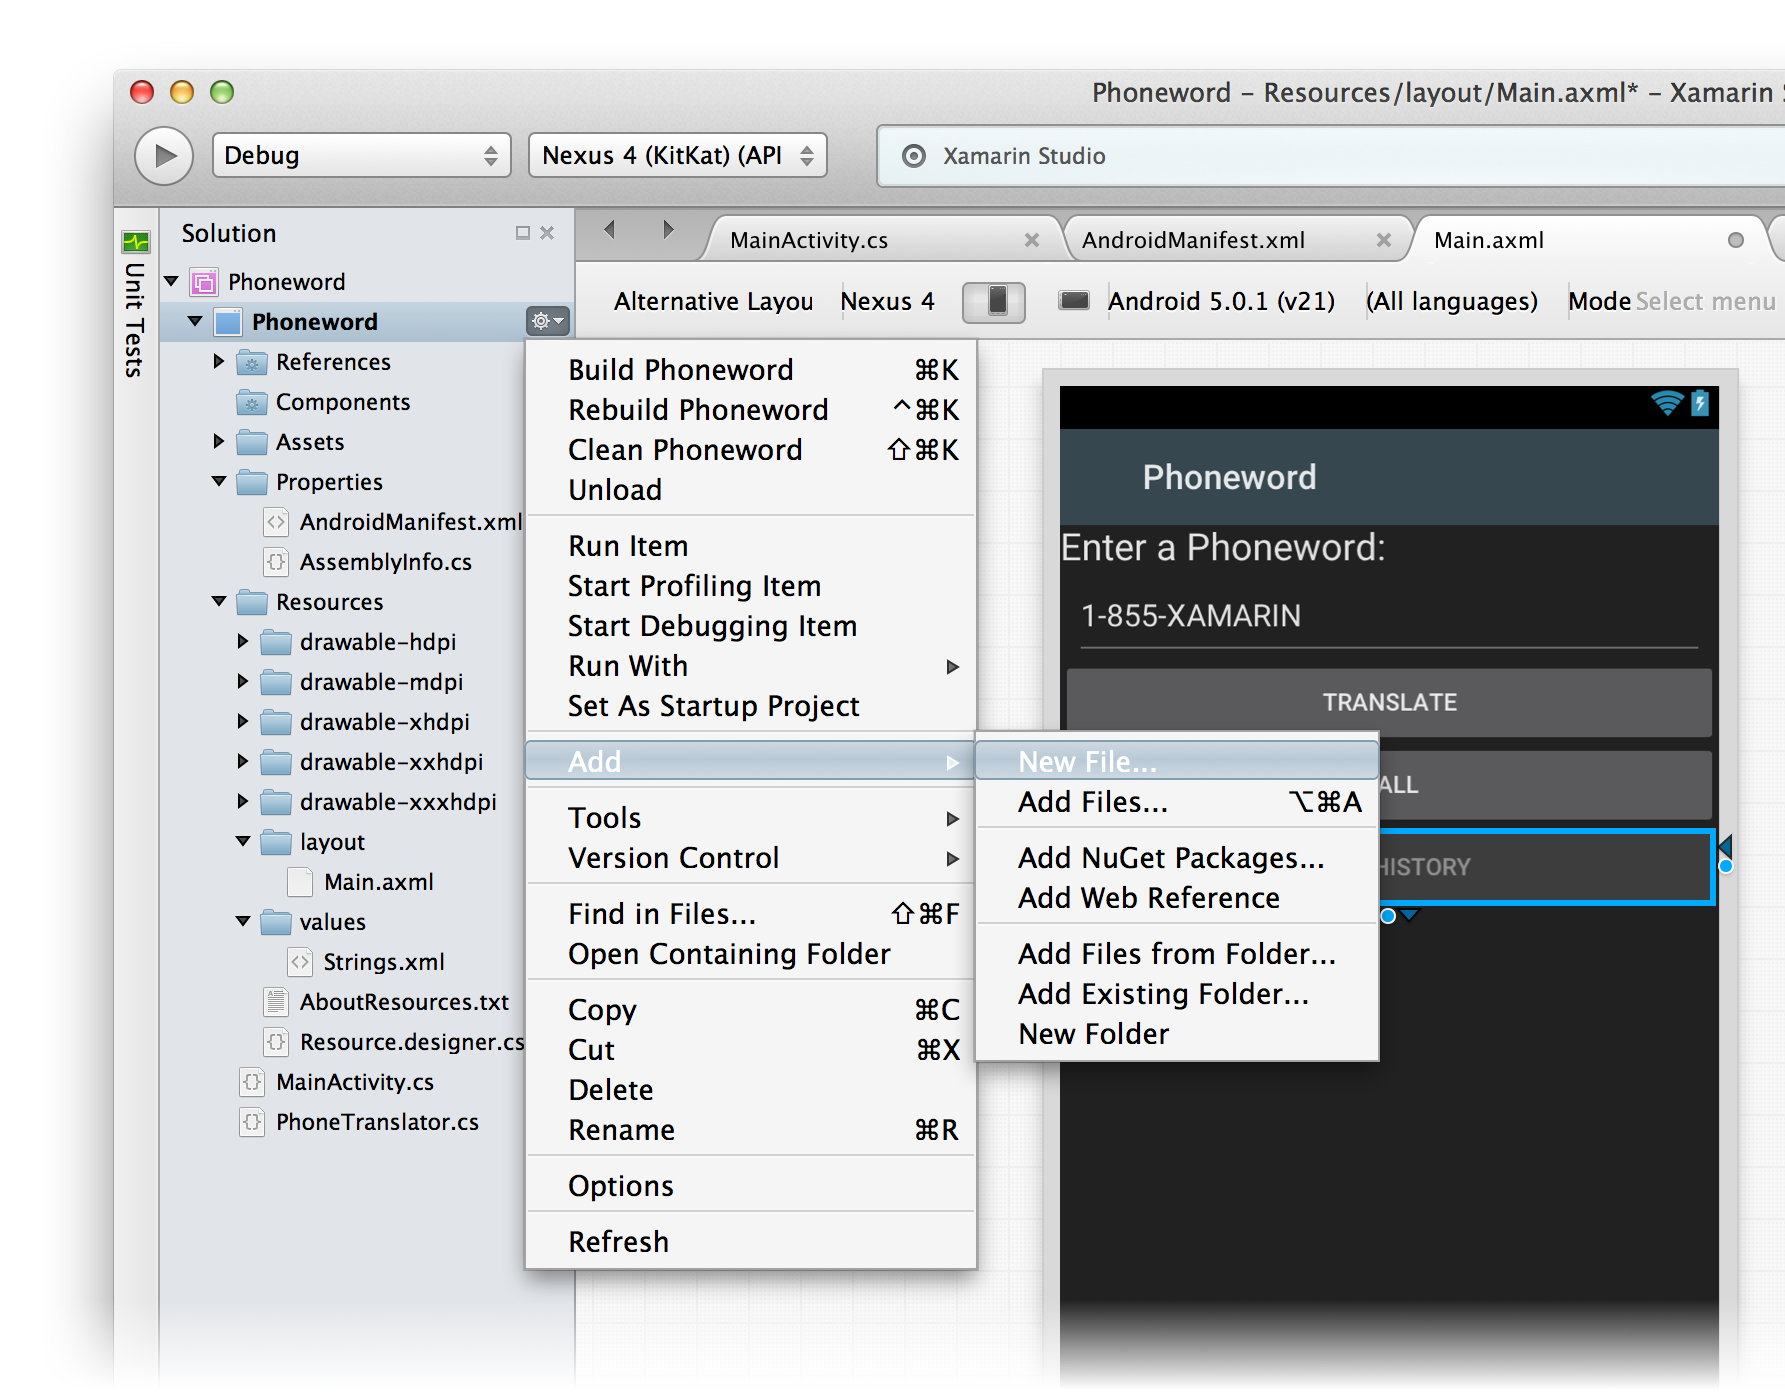 Phoneword – Resources/layout/Main.axml* – Xamarin
Debug
Nexus 4 (KitKat) (API
Xamarin Studio
Unit Tests
Solution
Phoneword
Phoneword
References
Components
Assets
Properties
AndroidManifest.xml
AssemblyInfo.cs
Resources
drawable-hdpi
drawable-mdpi
drawable-xhdpi
drawable-xxhdpi
drawable-xxxhdpi
layout
Main.axml
values
Strings.xml
AboutResources.txt
Resource.designer.cs
MainActivity.cs
PhoneTranslator.cs
MainActivity.cs
AndroidManifest.xml
Main.axml
Alternative Layou Nexus 4 Android 5.0.1 (v21) (All languages) Mode Select menu
Build Phoneword ⌘K
Rebuild Phoneword ^⌘K
Clean Phoneword ⇧⌘K
Unload
Run Item
Start Profiling Item
Start Debugging Item
Run With
Set As Startup Project
Add
Tools
Version Control
Find in Files... ⇧⌘F
Open Containing Folder
Copy ⌘C
Cut ⌘X
Delete
Rename ⌘R
Options
Refresh
New File...
Add Files... ⌥⌘A
Add NuGet Packages...
Add Web Reference
Add Files from Folder...
Add Existing Folder...
New Folder
Phoneword
Enter a Phoneword:
1-855-XAMARIN
TRANSLATE
ALL
HISTORY